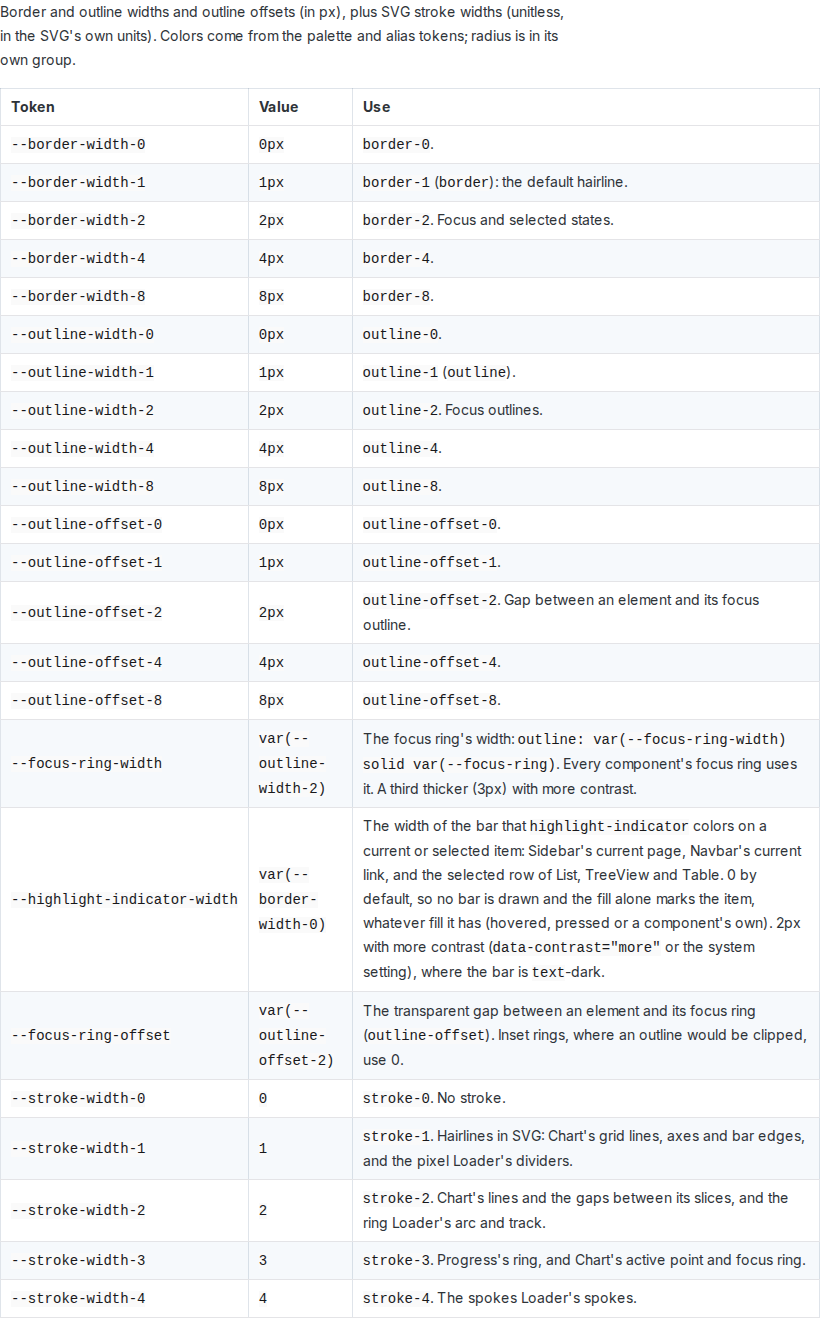 Border and outline widths and outline offsets (in px), plus SVG stroke widths (unitless,
in the SVG's own units). Colors come from the palette and alias tokens; radius is in its
own group.
Token Value Use
--border-width-0 0px border-0.
--border-width-1 1px border-1 (border): the default hairline.
--border-width-2 2px border-2. Focus and selected states.
--border-width-4 4px border-4.
--border-width-8 8px border-8.
--outline-width-0 0px outline-0.
--outline-width-1 1px outline-1 (outline).
--outline-width-2 2px outline-2. Focus outlines.
--outline-width-4 4px outline-4.
--outline-width-8 8px outline-8.
--outline-offset-0 0px outline-offset-0.
--outline-offset-1 1px outline-offset-1.
--outline-offset-2 2px outline-offset-2. Gap between an element and its focus
outline.
--outline-offset-4 4px outline-offset-4.
--outline-offset-8 8px outline-offset-8.
--focus-ring-width
var(--
outline-
width-2)
The focus ring's width: outline: var(--focus-ring-width)
solid var(--focus-ring). Every component's focus ring uses
it. A third thicker (3px) with more contrast.
--highlight-indicator-width
var(--
border-
width-0)
The width of the bar that highlight-indicator colors on a
current or selected item: Sidebar's current page, Navbar's current
link, and the selected row of List, TreeView and Table. 0 by
default, so no bar is drawn and the fill alone marks the item,
whatever fill it has (hovered, pressed or a component's own). 2px
with more contrast (data-contrast="more" or the system
setting), where the bar is text-dark.
--focus-ring-offset
var(--
outline-
offset-2)
The transparent gap between an element and its focus ring
(outline-offset). Inset rings, where an outline would be clipped,
use 0.
--stroke-width-0 0 stroke-0. No stroke.
--stroke-width-1 1 stroke-1. Hairlines in SVG: Chart's grid lines, axes and bar edges,
and the pixel Loader's dividers.
--stroke-width-2 2 stroke-2. Chart's lines and the gaps between its slices, and the
ring Loader's arc and track.
--stroke-width-3 3 stroke-3. Progress's ring, and Chart's active point and focus ring.
--stroke-width-4 4 stroke-4. The spokes Loader's spokes.